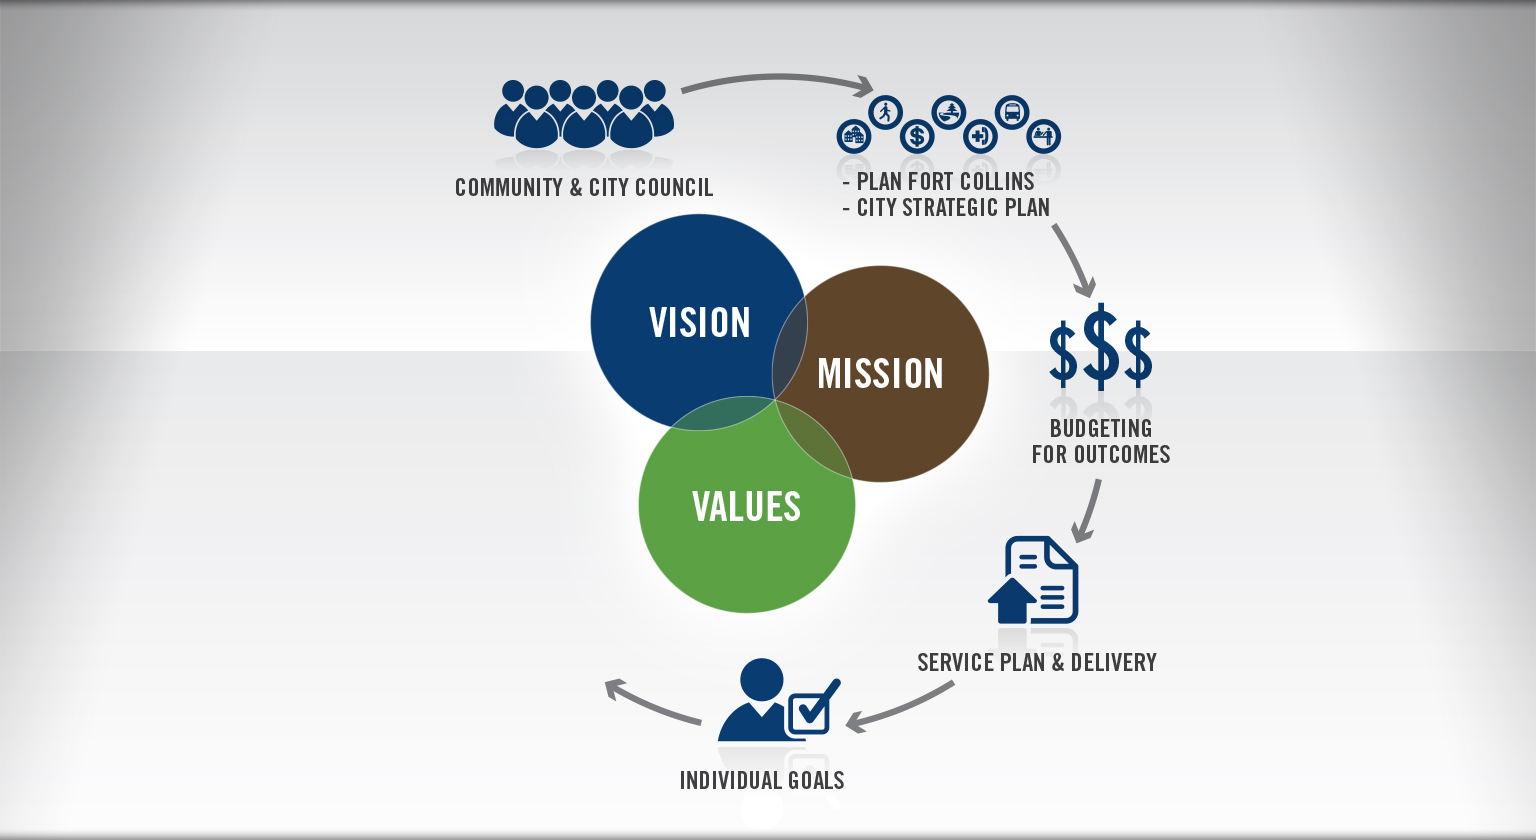 COMMUNITY & CITY COUNCIL
- PLAN FORT COLLINS
- CITY STRATEGIC PLAN
VISION
MISSION
VALUES
BUDGETING
FOR OUTCOMES
SERVICE PLAN & DELIVERY
INDIVIDUAL GOALS